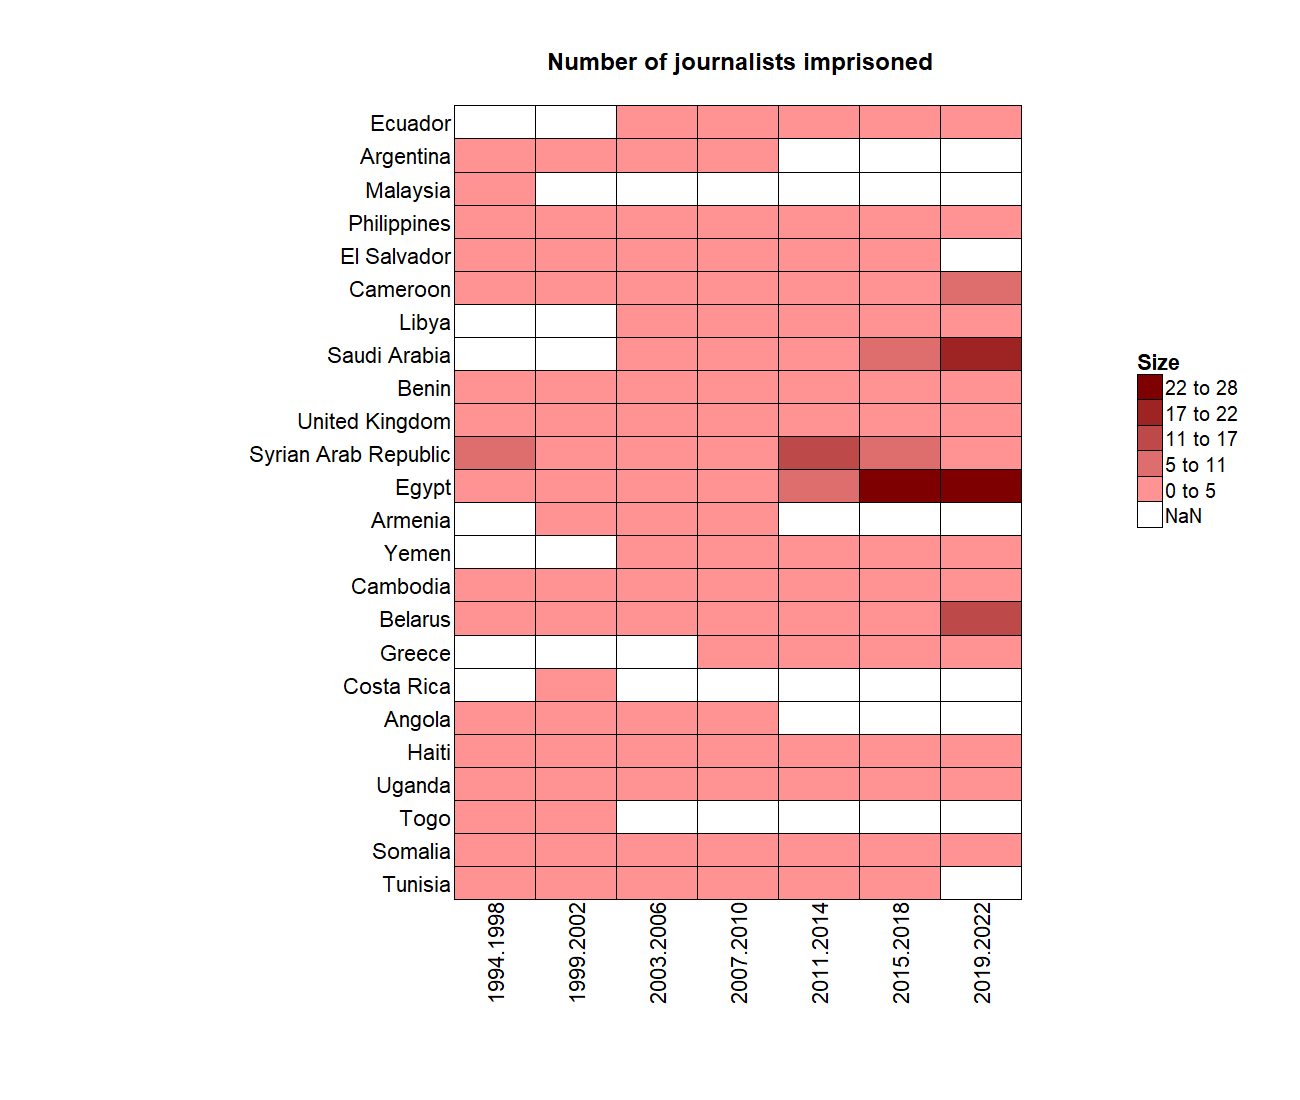 Number of journalists imprisoned
Ecuador
Argentina
Malaysia
Philippines
El Salvador
Cameroon
Libya
Saudi Arabia
Benin
United Kingdom
Syrian Arab Republic
Egypt
Armenia
Yemen
Cambodia
Belarus
Greece
Costa Rica
Angola
Haiti
Uganda
Togo
Somalia
Tunisia
1994.1998
1999.2002
2003.2006
2007.2010
2011.2014
2015.2018
2019.2022
Size
22 to 28
17 to 22
11 to 17
5 to 11
0 to 5
NaN